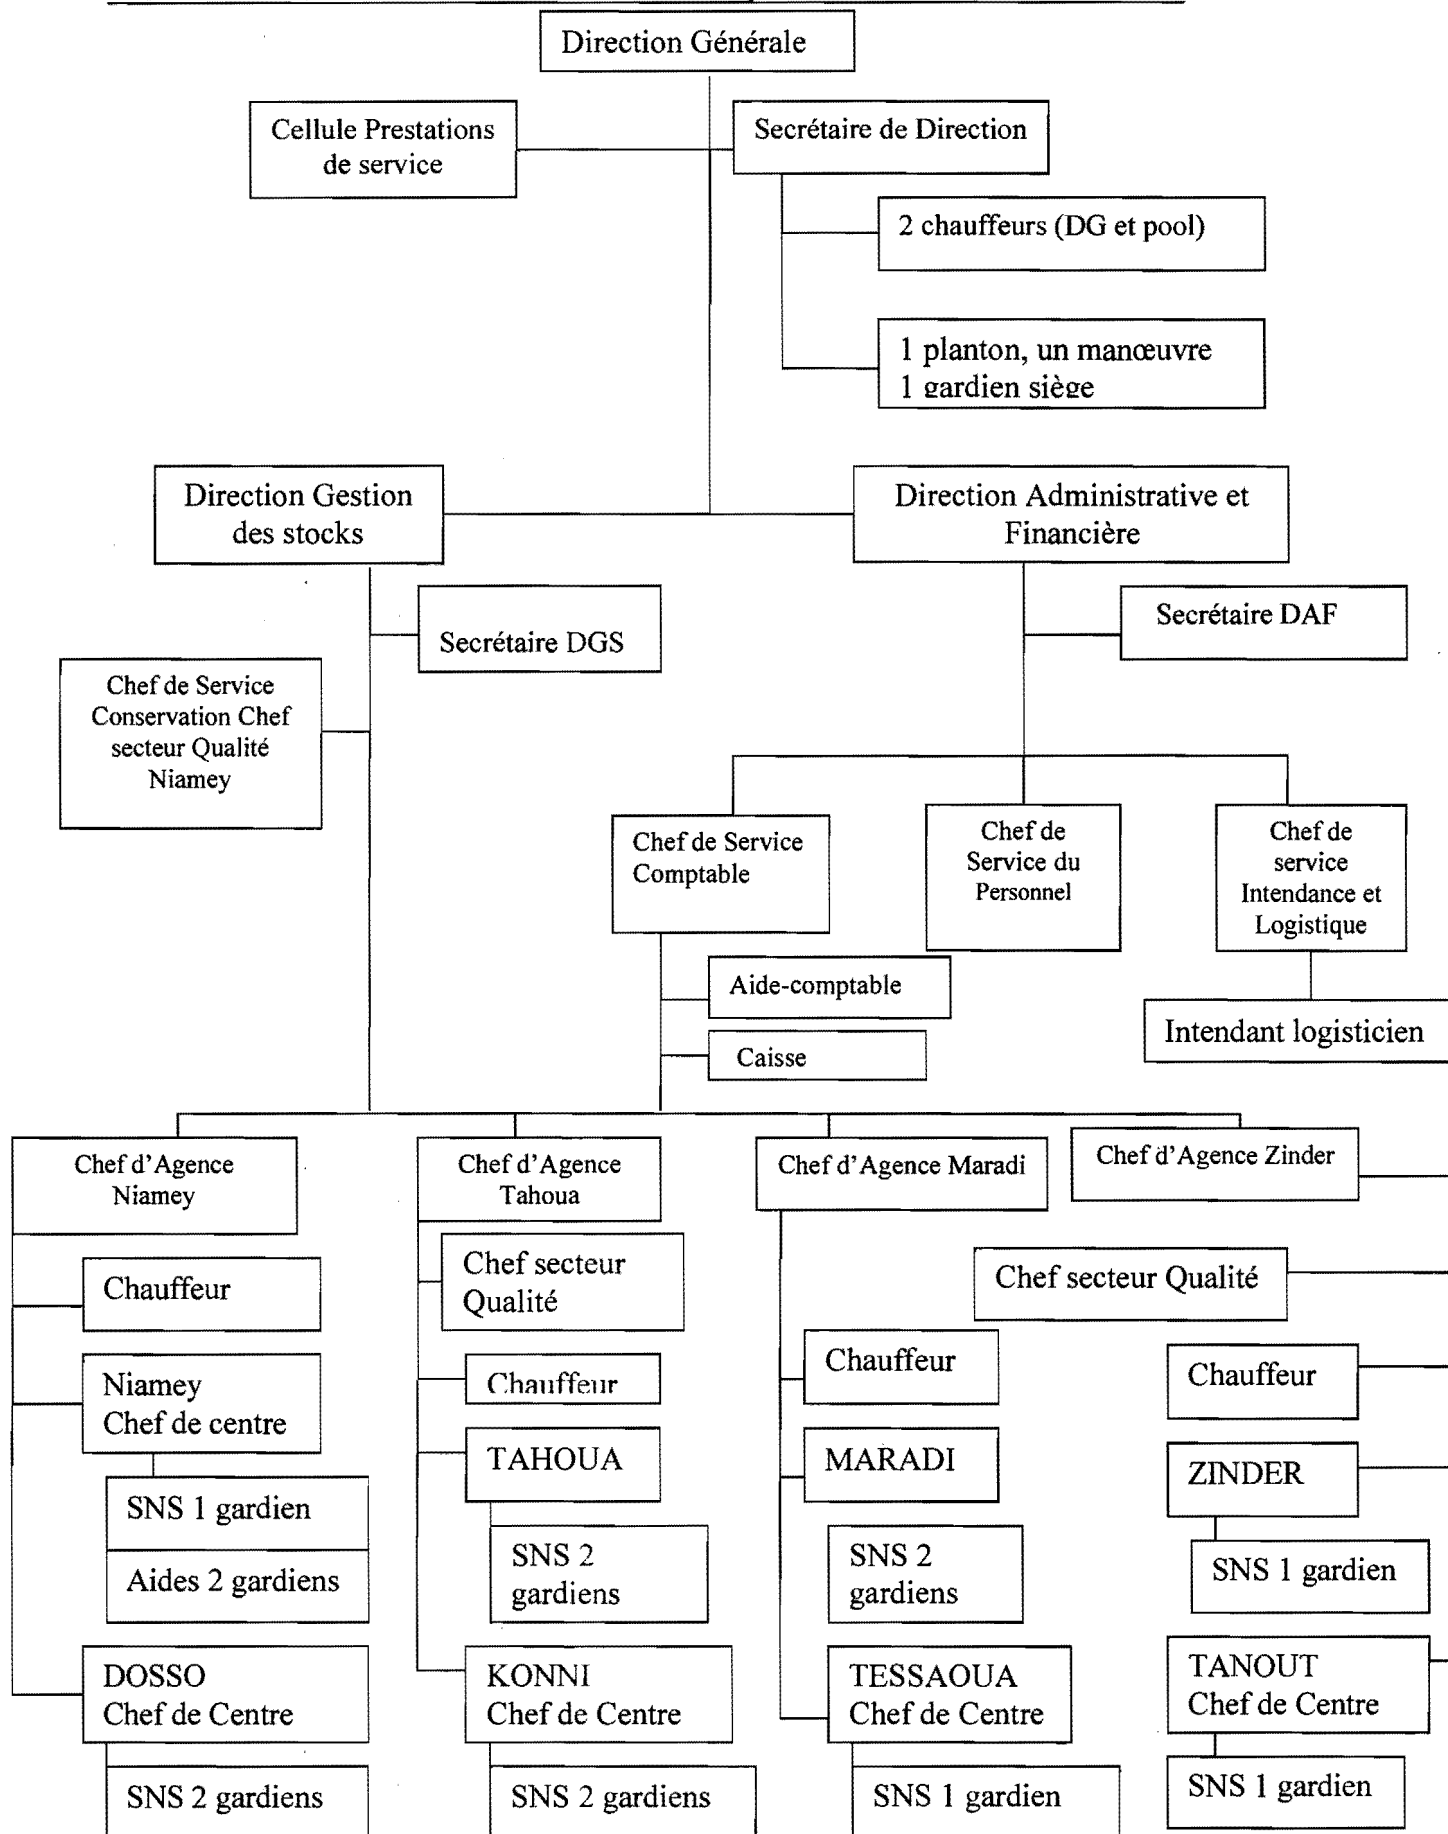 Direction Générale
Cellule Prestations
de service
Secrétaire de Direction
2 chauffeurs (DG et pool)
1 planton, un manœuvre
1 gardien siège
Direction Gestion
des stocks
Direction Administrative et
Financière
Secrétaire DGS
Secrétaire DAF
Chef de Service
Conservation Chef
secteur Qualité
Niamey
Chef de Service
Comptable
Chef de
Service du
Personnel
Chef de
service
Intendance et
Logistique
Aide-comptable
Caisse
Intendant logisticien
Chef d'Agence
Niamey
Chauffeur
Niamey
Chef de centre
SNS 1 gardien
Aides 2 gardiens
DOSSO
Chef de Centre
SNS 2 gardiens
Chef d'Agence
Tahoua
Chef secteur
Qualité
Chauffeur
TAHOUA
SNS 2
gardiens
KONNI
Chef de Centre
SNS 2 gardiens
Chef d'Agence Maradi
Chauffeur
MARADI
SNS 2
gardiens
TESSAOUA
Chef de Centre
SNS 1 gardien
Chef d'Agence Zinder
Chef secteur Qualité
Chauffeur
ZINDER
SNS 1 gardien
TANOUT
Chef de Centre
SNS 1 gardien